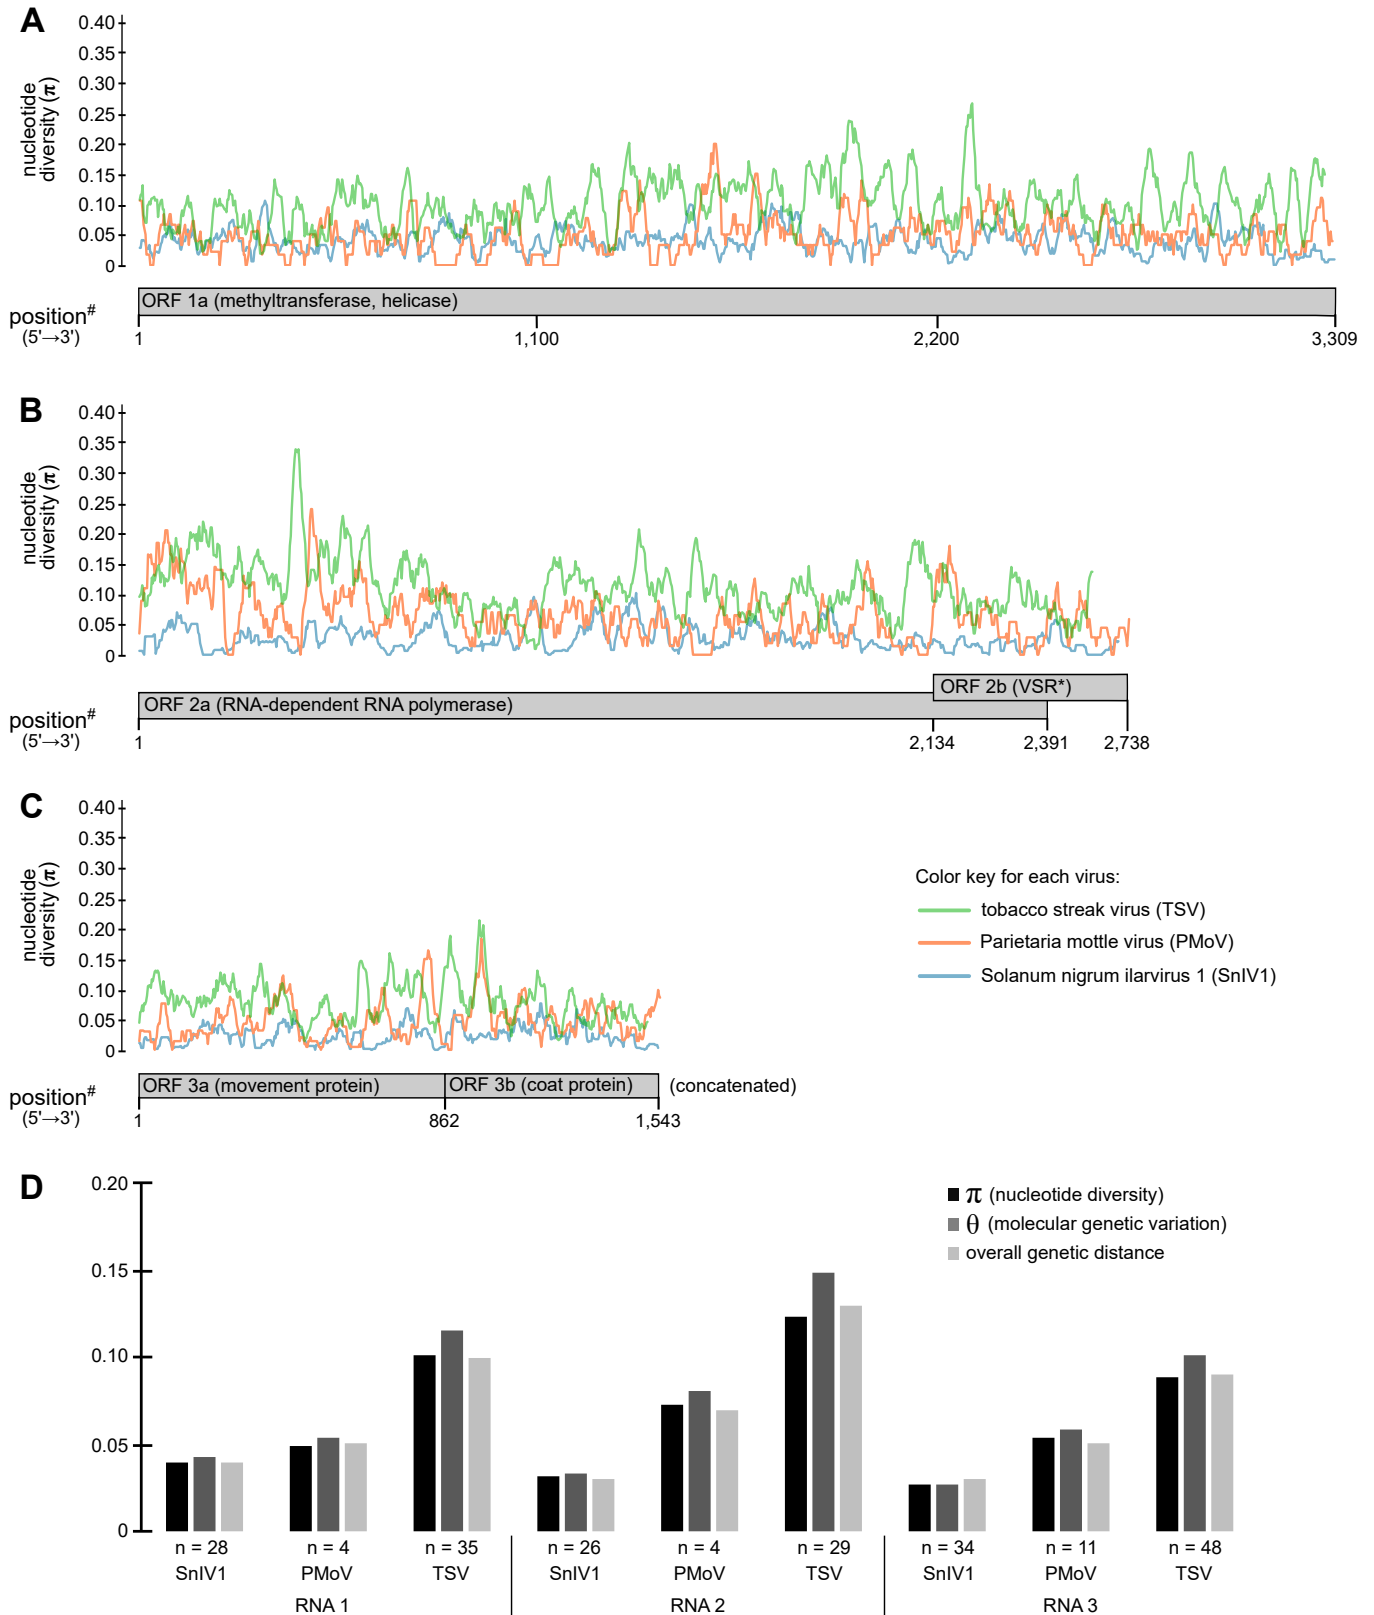 A
0.40
0.35
0.30
0.25
0.20
0.15
0.10
0.05
0
nucleotide
diversity (π)
ORF 1a (methyltransferase, helicase)
position#
(5'→3')
1 1,100 2,200 3,309
B
0.40
0.35
0.30
0.25
0.20
0.15
0.10
0.05
0
nucleotide
diversity (π)
ORF 2b (VSR*)
ORF 2a (RNA-dependent RNA polymerase)
position#
(5'→3')
1 2,134 2,391 2,738
C
0.40
0.35
0.30
0.25
0.20
0.15
0.10
0.05
0
nucleotide
diversity (π)
Color key for each virus:
tobacco streak virus (TSV)
Parietaria mottle virus (PMoV)
Solanum nigrum ilarvirus 1 (SnIV1)
ORF 3a (movement protein) ORF 3b (coat protein) (concatenated)
position#
(5'→3')
1 862 1,543
D
0.20
0.15
0.10
0.05
0
π (nucleotide diversity)
θ (molecular genetic variation)
overall genetic distance
n = 28 n = 4 n = 35 n = 26 n = 4 n = 29 n = 34 n = 11 n = 48
SnIV1 PMoV TSV SnIV1 PMoV TSV SnIV1 PMoV TSV
RNA 1 RNA 2 RNA 3